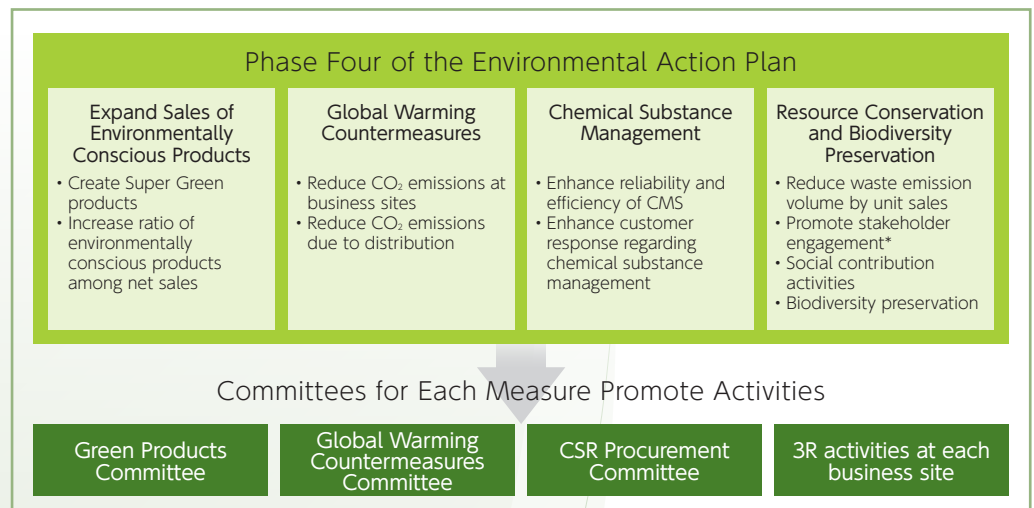 Phase Four of the Environmental Action Plan
Expand Sales of
Environmentally
Conscious Products
• Create Super Green
products
• Increase ratio of
environmentally
conscious products
among net sales
Global Warming
Countermeasures
• Reduce CO₂ emissions at
business sites
• Reduce CO₂ emissions
due to distribution
Chemical Substance
Management
• Enhance reliability and
efficiency of CMS
• Enhance customer
response regarding
chemical substance
management
Resource Conservation
and Biodiversity
Preservation
• Reduce waste emission
volume by unit sales
• Promote stakeholder
engagement*
• Social contribution
activities
• Biodiversity preservation
Committees for Each Measure Promote Activities
Green Products
Committee
Global Warming
Countermeasures
Committee
CSR Procurement
Committee
3R activities at each
business site